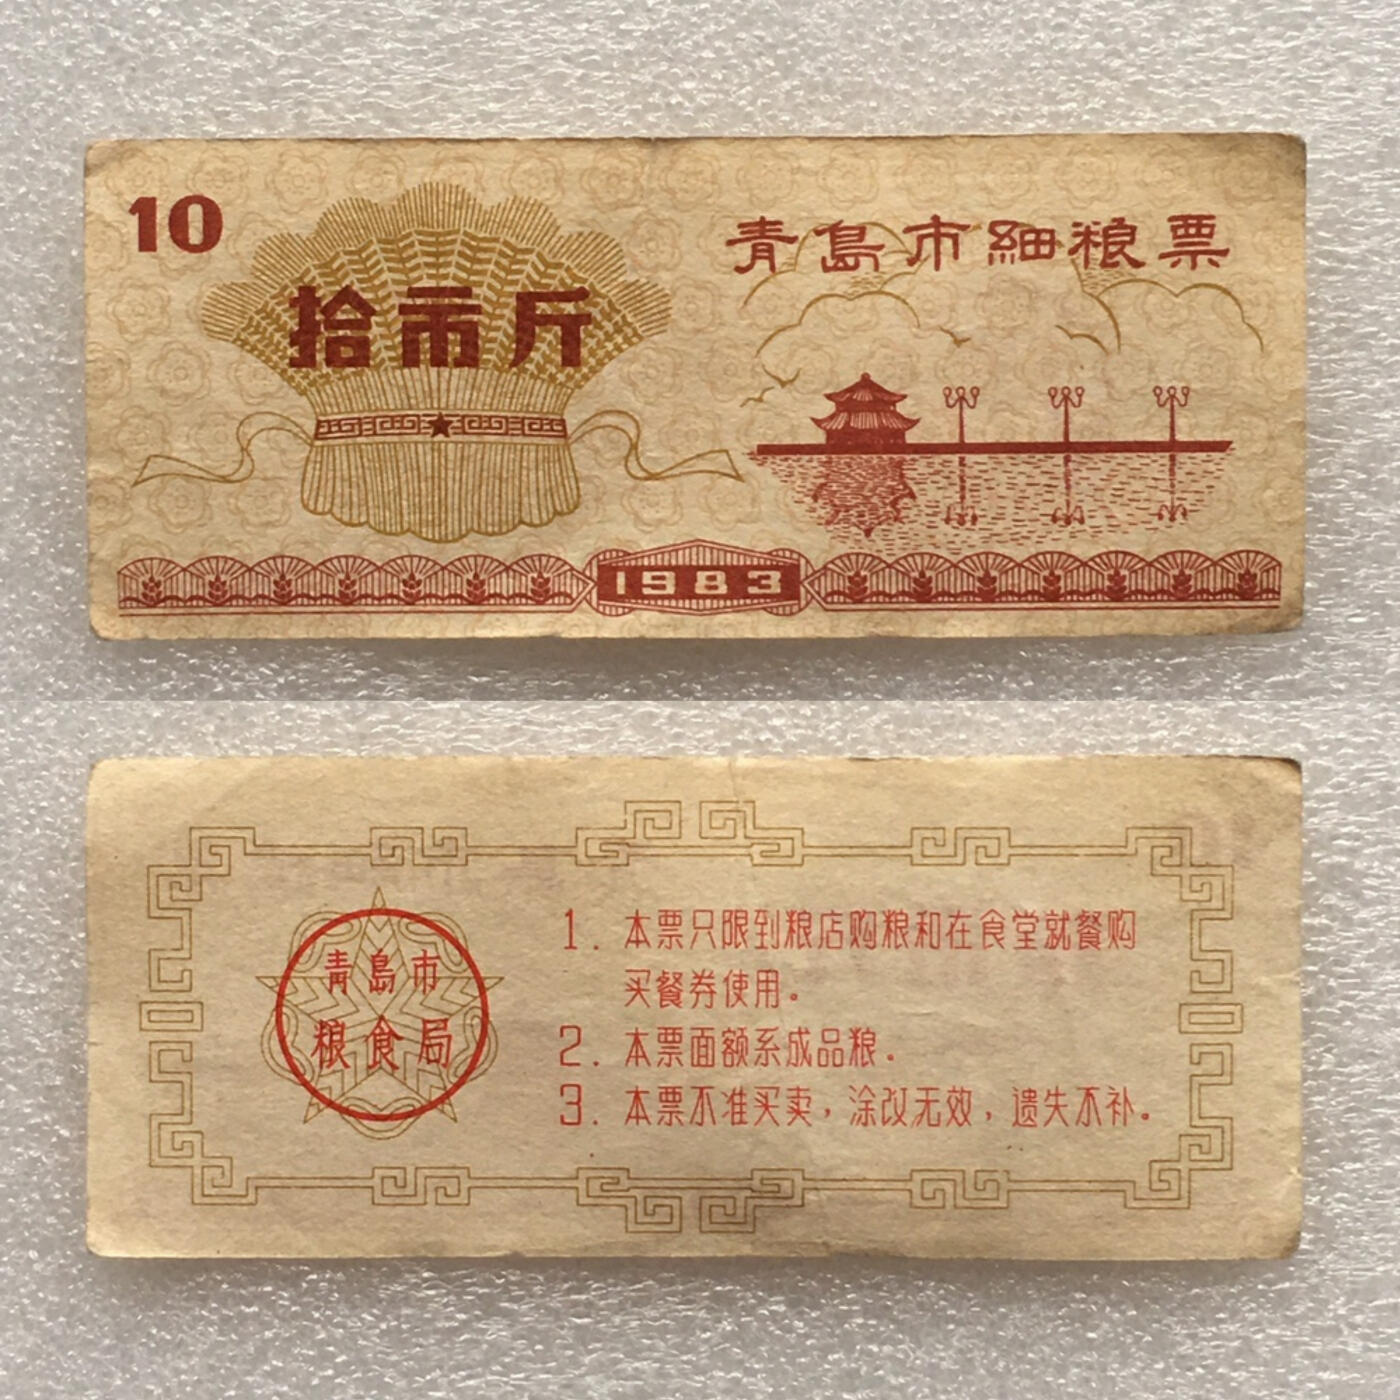 10
拾市斤
青島市細粮票
1983
青島市
粮食局
1. 本票只限到粮店购粮和在食堂就餐购
买餐券使用。
2. 本票面额系成品粮。
3. 本票不准买卖，涂改无效，遗失不补。